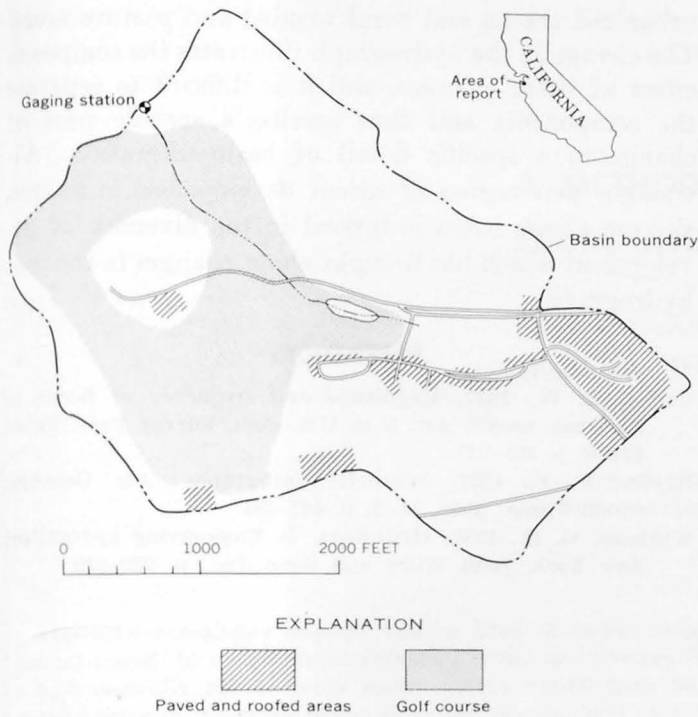 CALIFORNIA
Area of
report
Gaging station
Basin boundary
0 1000 2000 FEET
EXPLANATION
Paved and roofed areas
Golf course